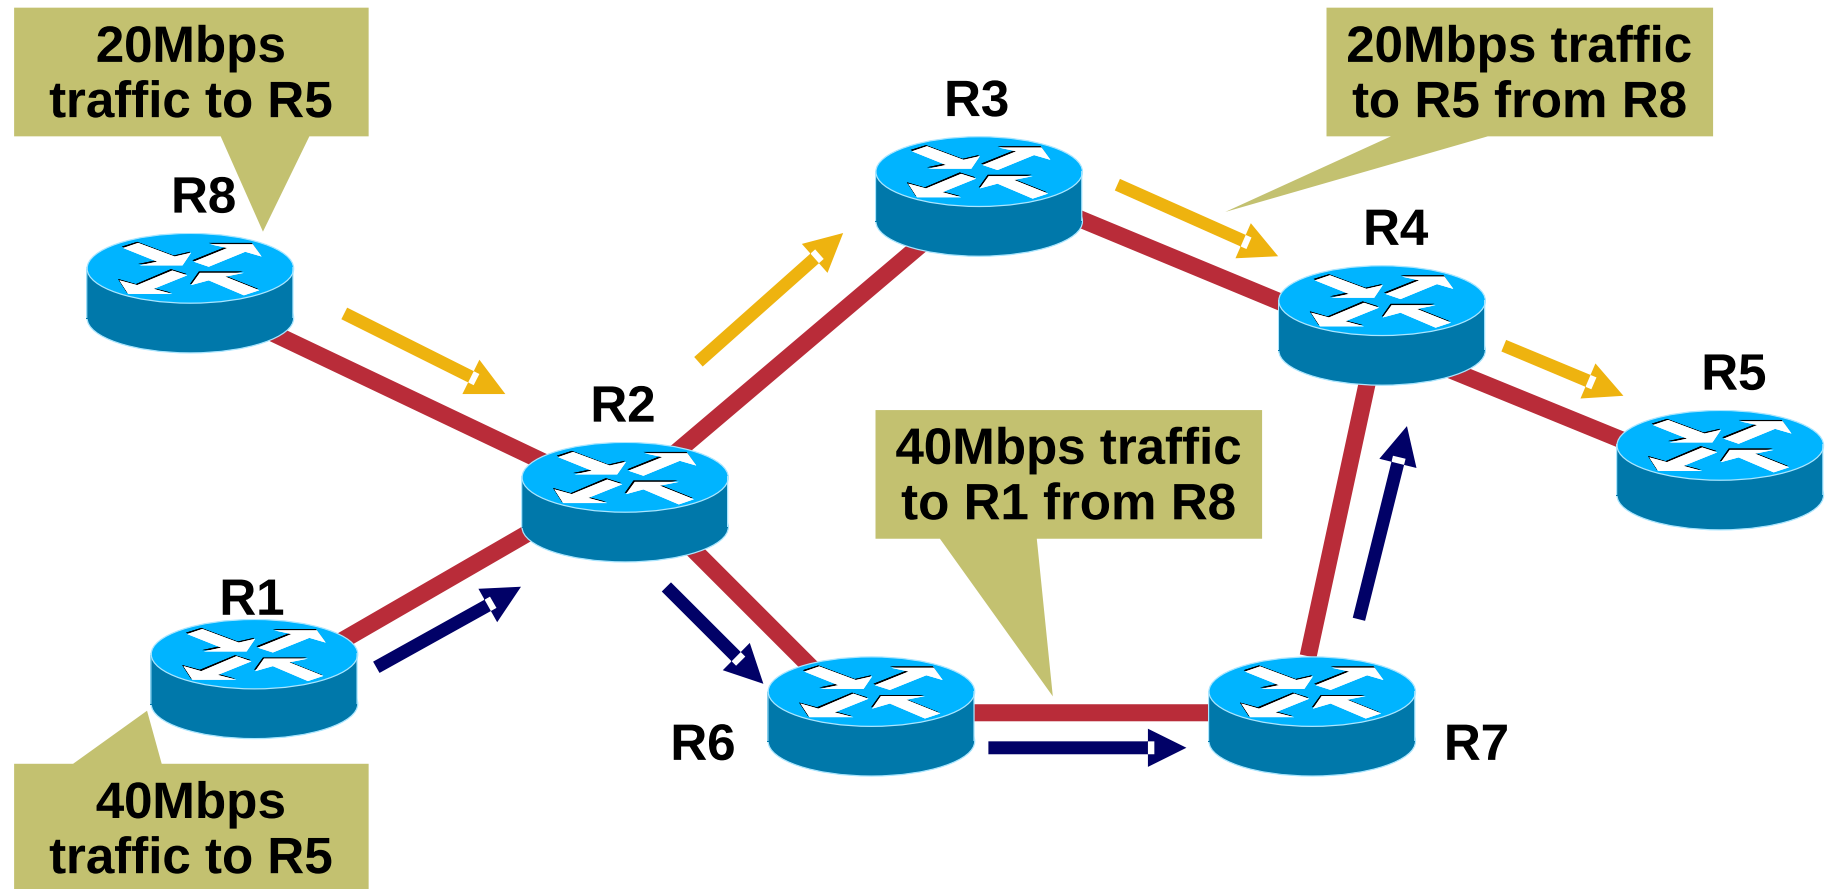 20Mbps
traffic to R5
20Mbps traffic
to R5 from R8
R3
R8
R4
R5
R2
40Mbps traffic
to R1 from R8
R1
R6
R7
40Mbps
traffic to R5